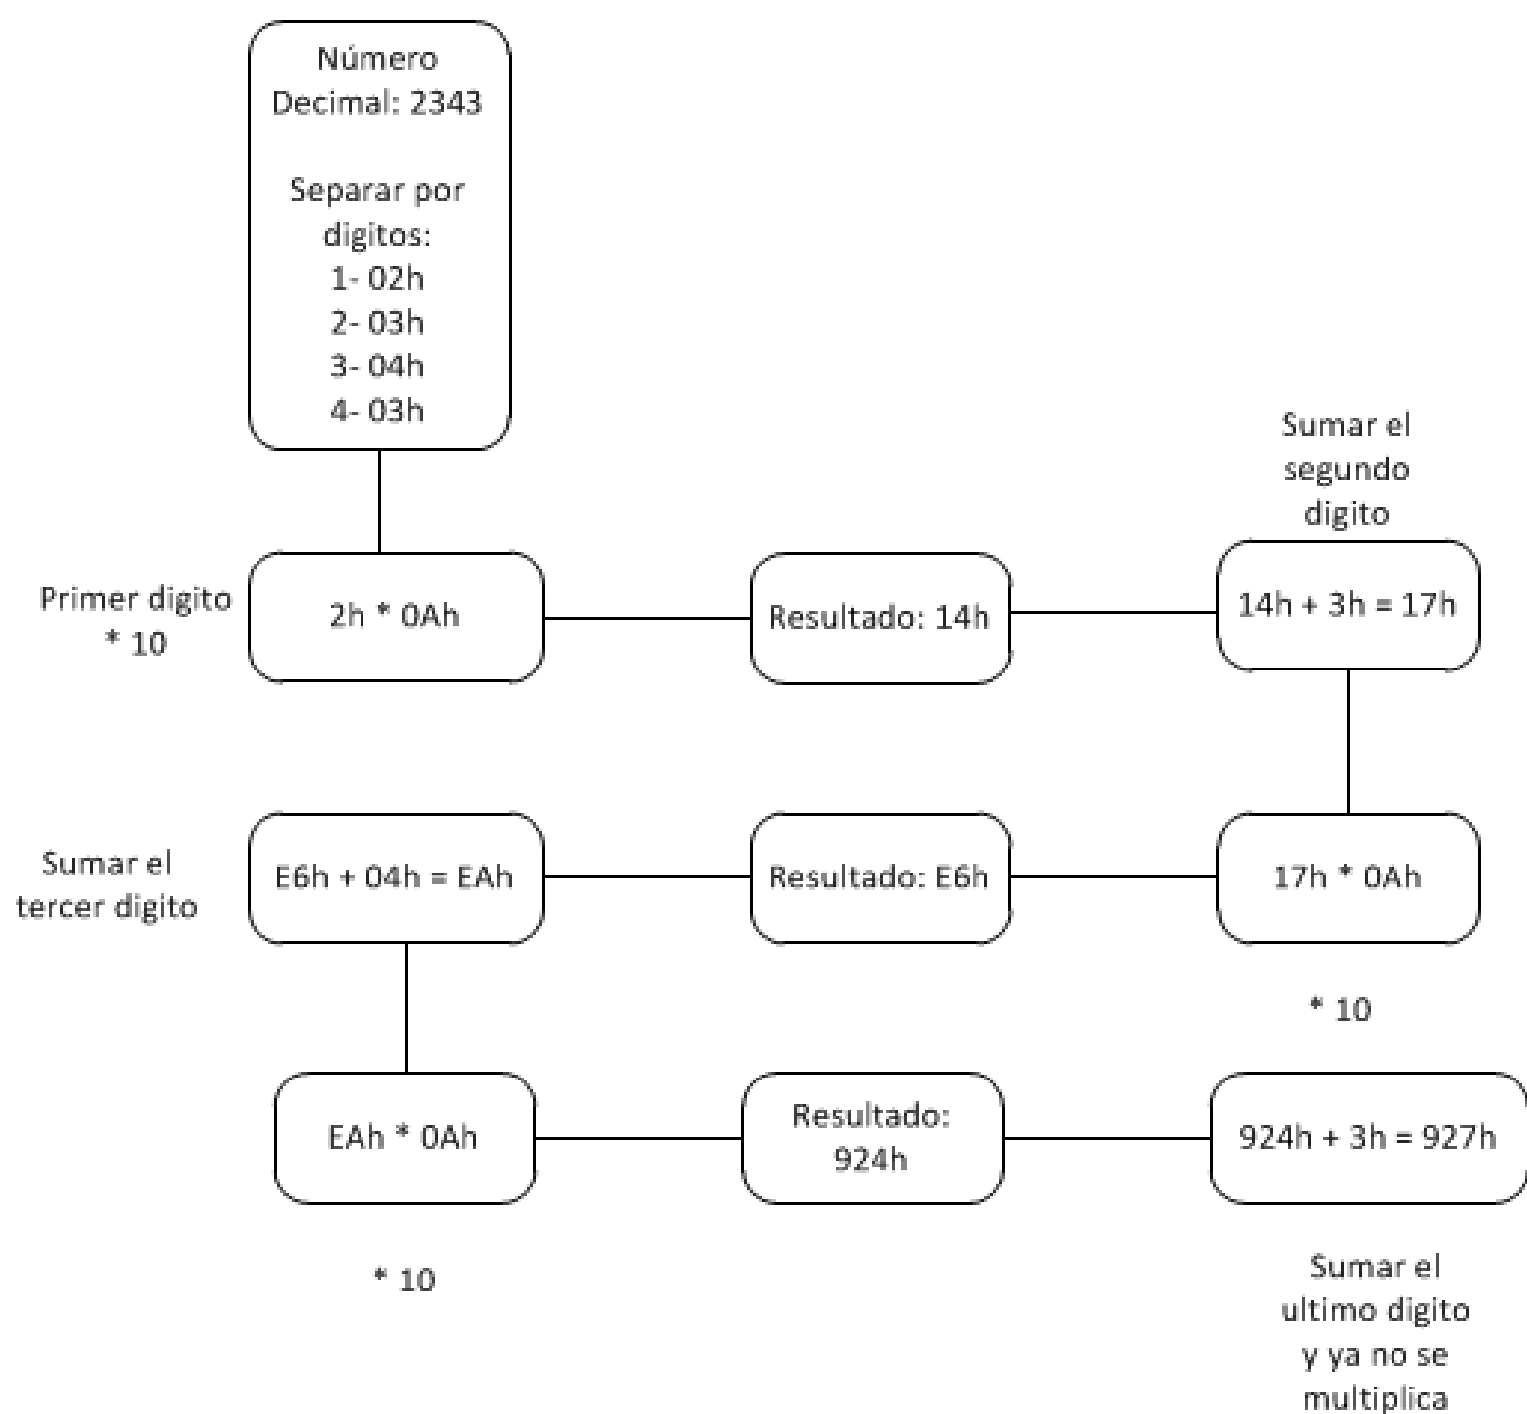 Número
Decimal: 2343
Separar por
digitos:
1- 02h
2- 03h
3- 04h
4- 03h
Primer digito
* 10
2h * 0Ah
Resultado: 14h
Sumar el
segundo
digito
14h + 3h = 17h
17h * 0Ah
* 10
Resultado: E6h
E6h + 04h = EAh
Sumar el
tercer digito
EAh * 0Ah
* 10
Resultado:
924h
924h + 3h = 927h
Sumar el
ultimo digito
y ya no se
multiplica